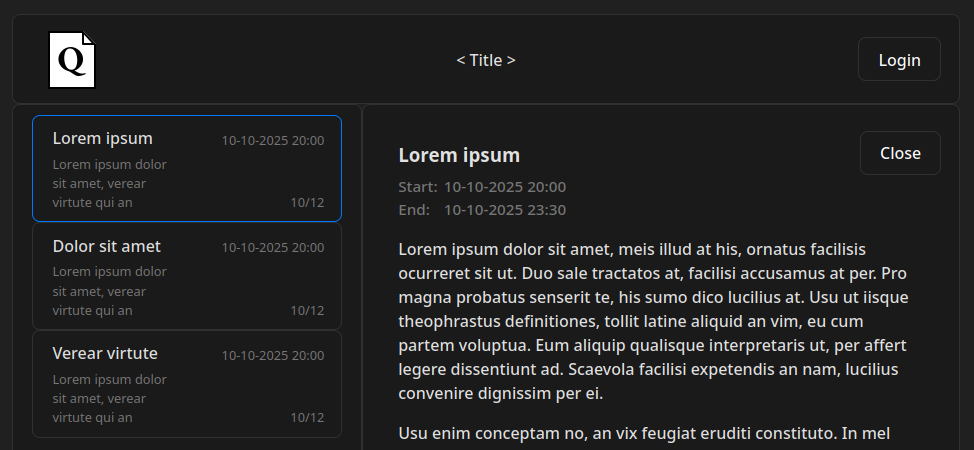 Q
< Title >
Login
Lorem ipsum
10-10-2025 20:00
Lorem ipsum dolor
sit amet, verear
virtute qui an
10/12
Dolor sit amet
10-10-2025 20:00
Lorem ipsum dolor
sit amet, verear
virtute qui an
10/12
Verear virtute
10-10-2025 20:00
Lorem ipsum dolor
sit amet, verear
virtute qui an
10/12
Lorem ipsum
Close
Start: 10-10-2025 20:00
End: 10-10-2025 23:30
Lorem ipsum dolor sit amet, meis illud at his, ornatus facilisis
ocurreret sit ut. Duo sale tractatos at, facilisi accusamus at per. Pro
magna probatus senserit te, his sumo dico lucilius at. Usu ut iisque
theophrastus definitiones, tollit latine aliquid an vim, eu cum
partem voluptua. Eum aliquip qualisque interpretaris ut, per affert
legere dissentiunt ad. Scaevola facilisi expetendis an nam, lucilius
convenire dignissim per ei.
Usu enim conceptam no, an vix feugiat eruditi constituto. In mel